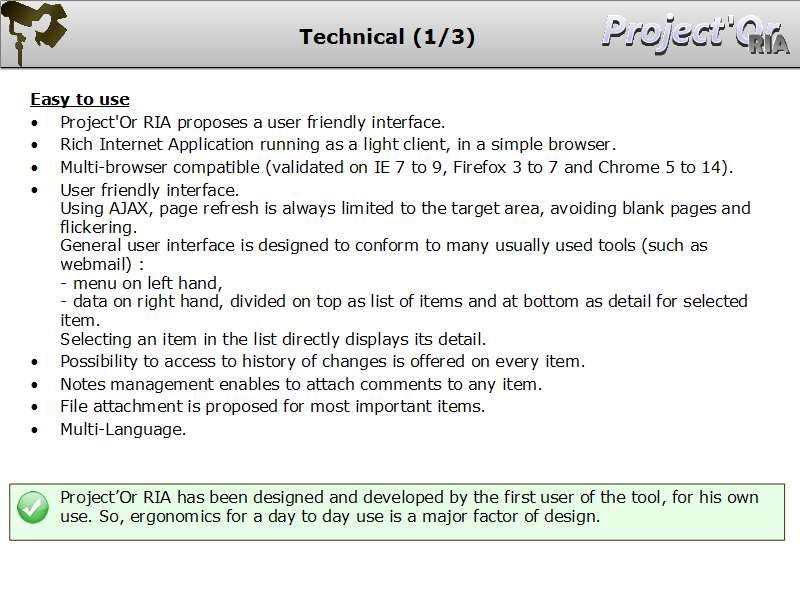 Technical (1/3)
Project'Or
RIA
Easy to use
• Project'Or RIA proposes a user friendly interface.
• Rich Internet Application running as a light client, in a simple browser.
• Multi-browser compatible (validated on IE 7 to 9, Firefox 3 to 7 and Chrome 5 to 14).
• User friendly interface.
Using AJAX, page refresh is always limited to the target area, avoiding blank pages and
flickering.
General user interface is designed to conform to many usually used tools (such as
webmail) :
- menu on left hand,
- data on right hand, divided on top as list of items and at bottom as detail for selected
item.
Selecting an item in the list directly displays its detail.
• Possibility to access to history of changes is offered on every item.
• Notes management enables to attach comments to any item.
• File attachment is proposed for most important items.
• Multi-Language.
Project’Or RIA has been designed and developed by the first user of the tool, for his own
use. So, ergonomics for a day to day use is a major factor of design.